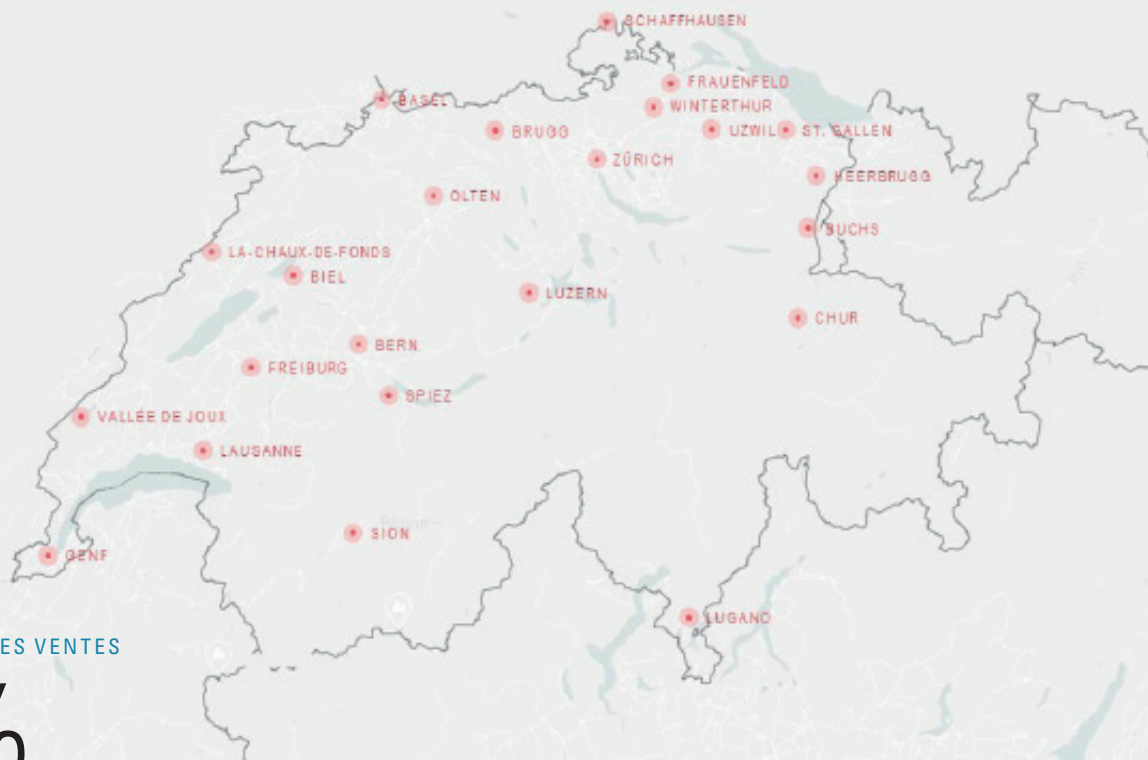 SCHAFFHAUSEN
FRAUENFELD
BASEL
WINTERTHUR
BRUGG
UZWIL
ST. GALLEN
ZÜRICH
HEERBRUGG
OLTEN
BUCHS
LA-CHAUX-DE-FONDS
BIEL
LUZERN
CHUR
BERN
FREIBURG
SPIEZ
VALLÉE DE JOUX
LAUSANNE
SION
GENF
LUGANO
ES VENTES